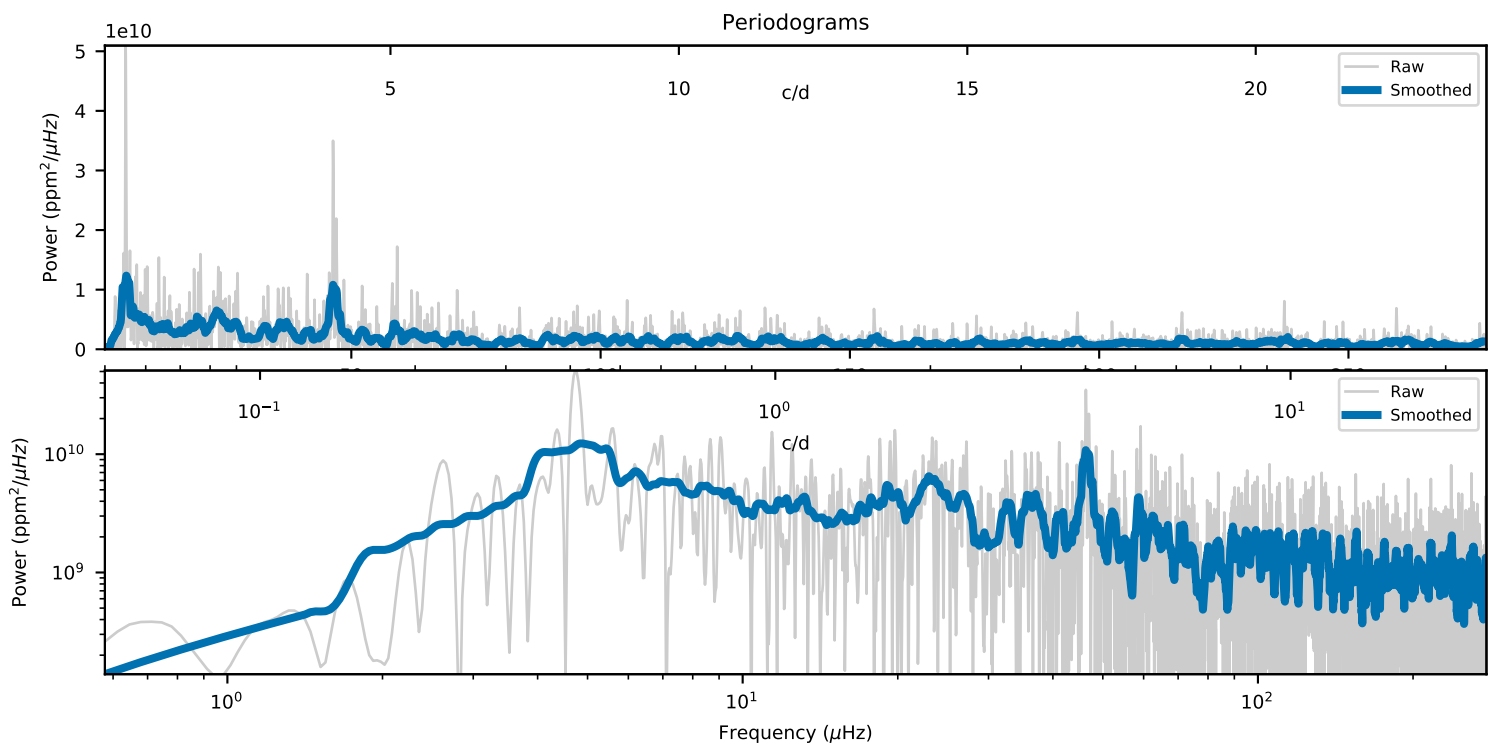 Periodograms
1e10
5 10 15 20
c/d
Raw
Smoothed
5
4
3
2
1
0
Power (ppm²/μHz)
10⁻¹ 10⁰ 10¹
c/d
Raw
Smoothed
10¹⁰
10⁹
Power (ppm²/μHz)
10⁰ 10¹ 10²
Frequency (μHz)